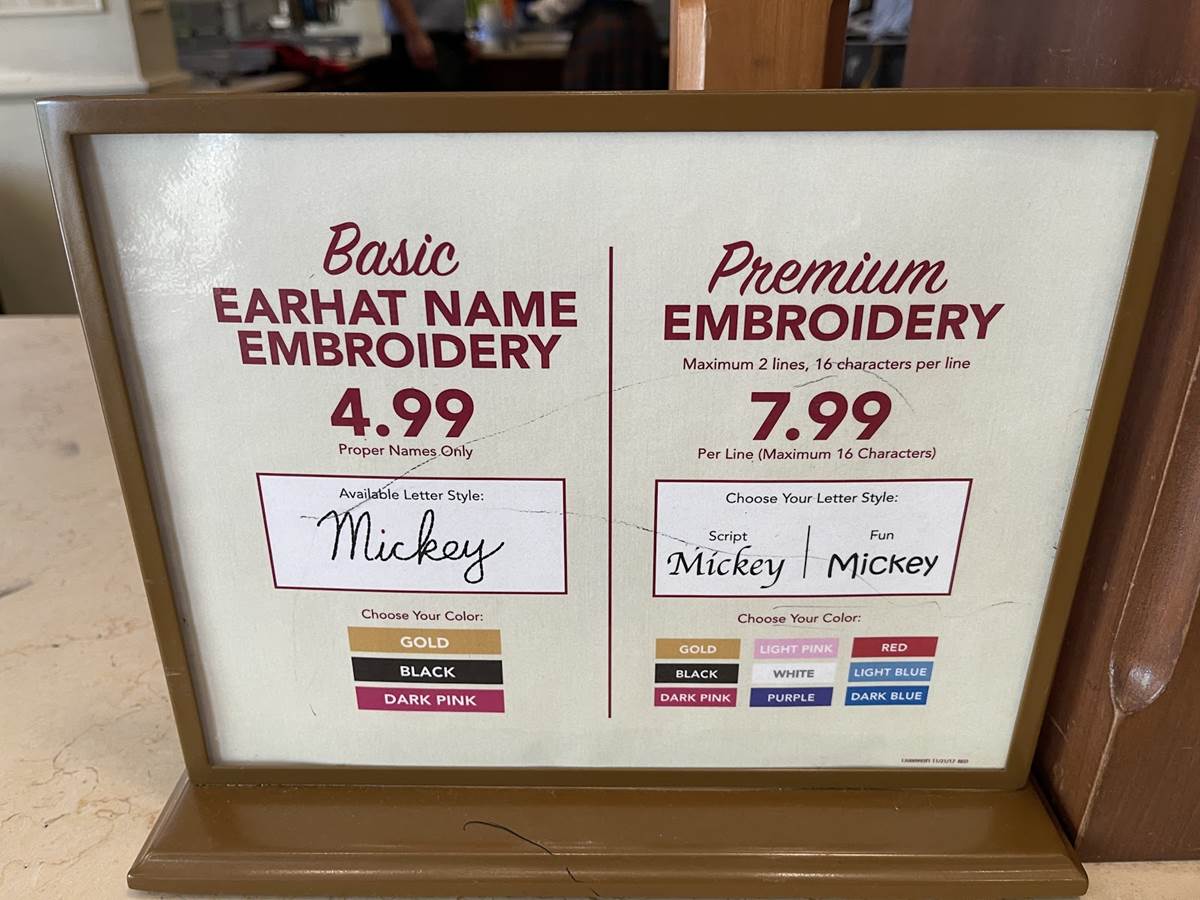 Basic
EARHAT NAME
EMBROIDERY
4.99
Proper Names Only
Available Letter Style:
Mickey
Choose Your Color:
GOLD
BLACK
DARK PINK
Premium
EMBROIDERY
Maximum 2 lines, 16 characters per line
7.99
Per Line (Maximum 16 Characters)
Choose Your Letter Style:
Script
Mickey
Fun
Mickey
Choose Your Color:
GOLD LIGHT PINK RED
BLACK WHITE LIGHT BLUE
DARK PINK PURPLE DARK BLUE